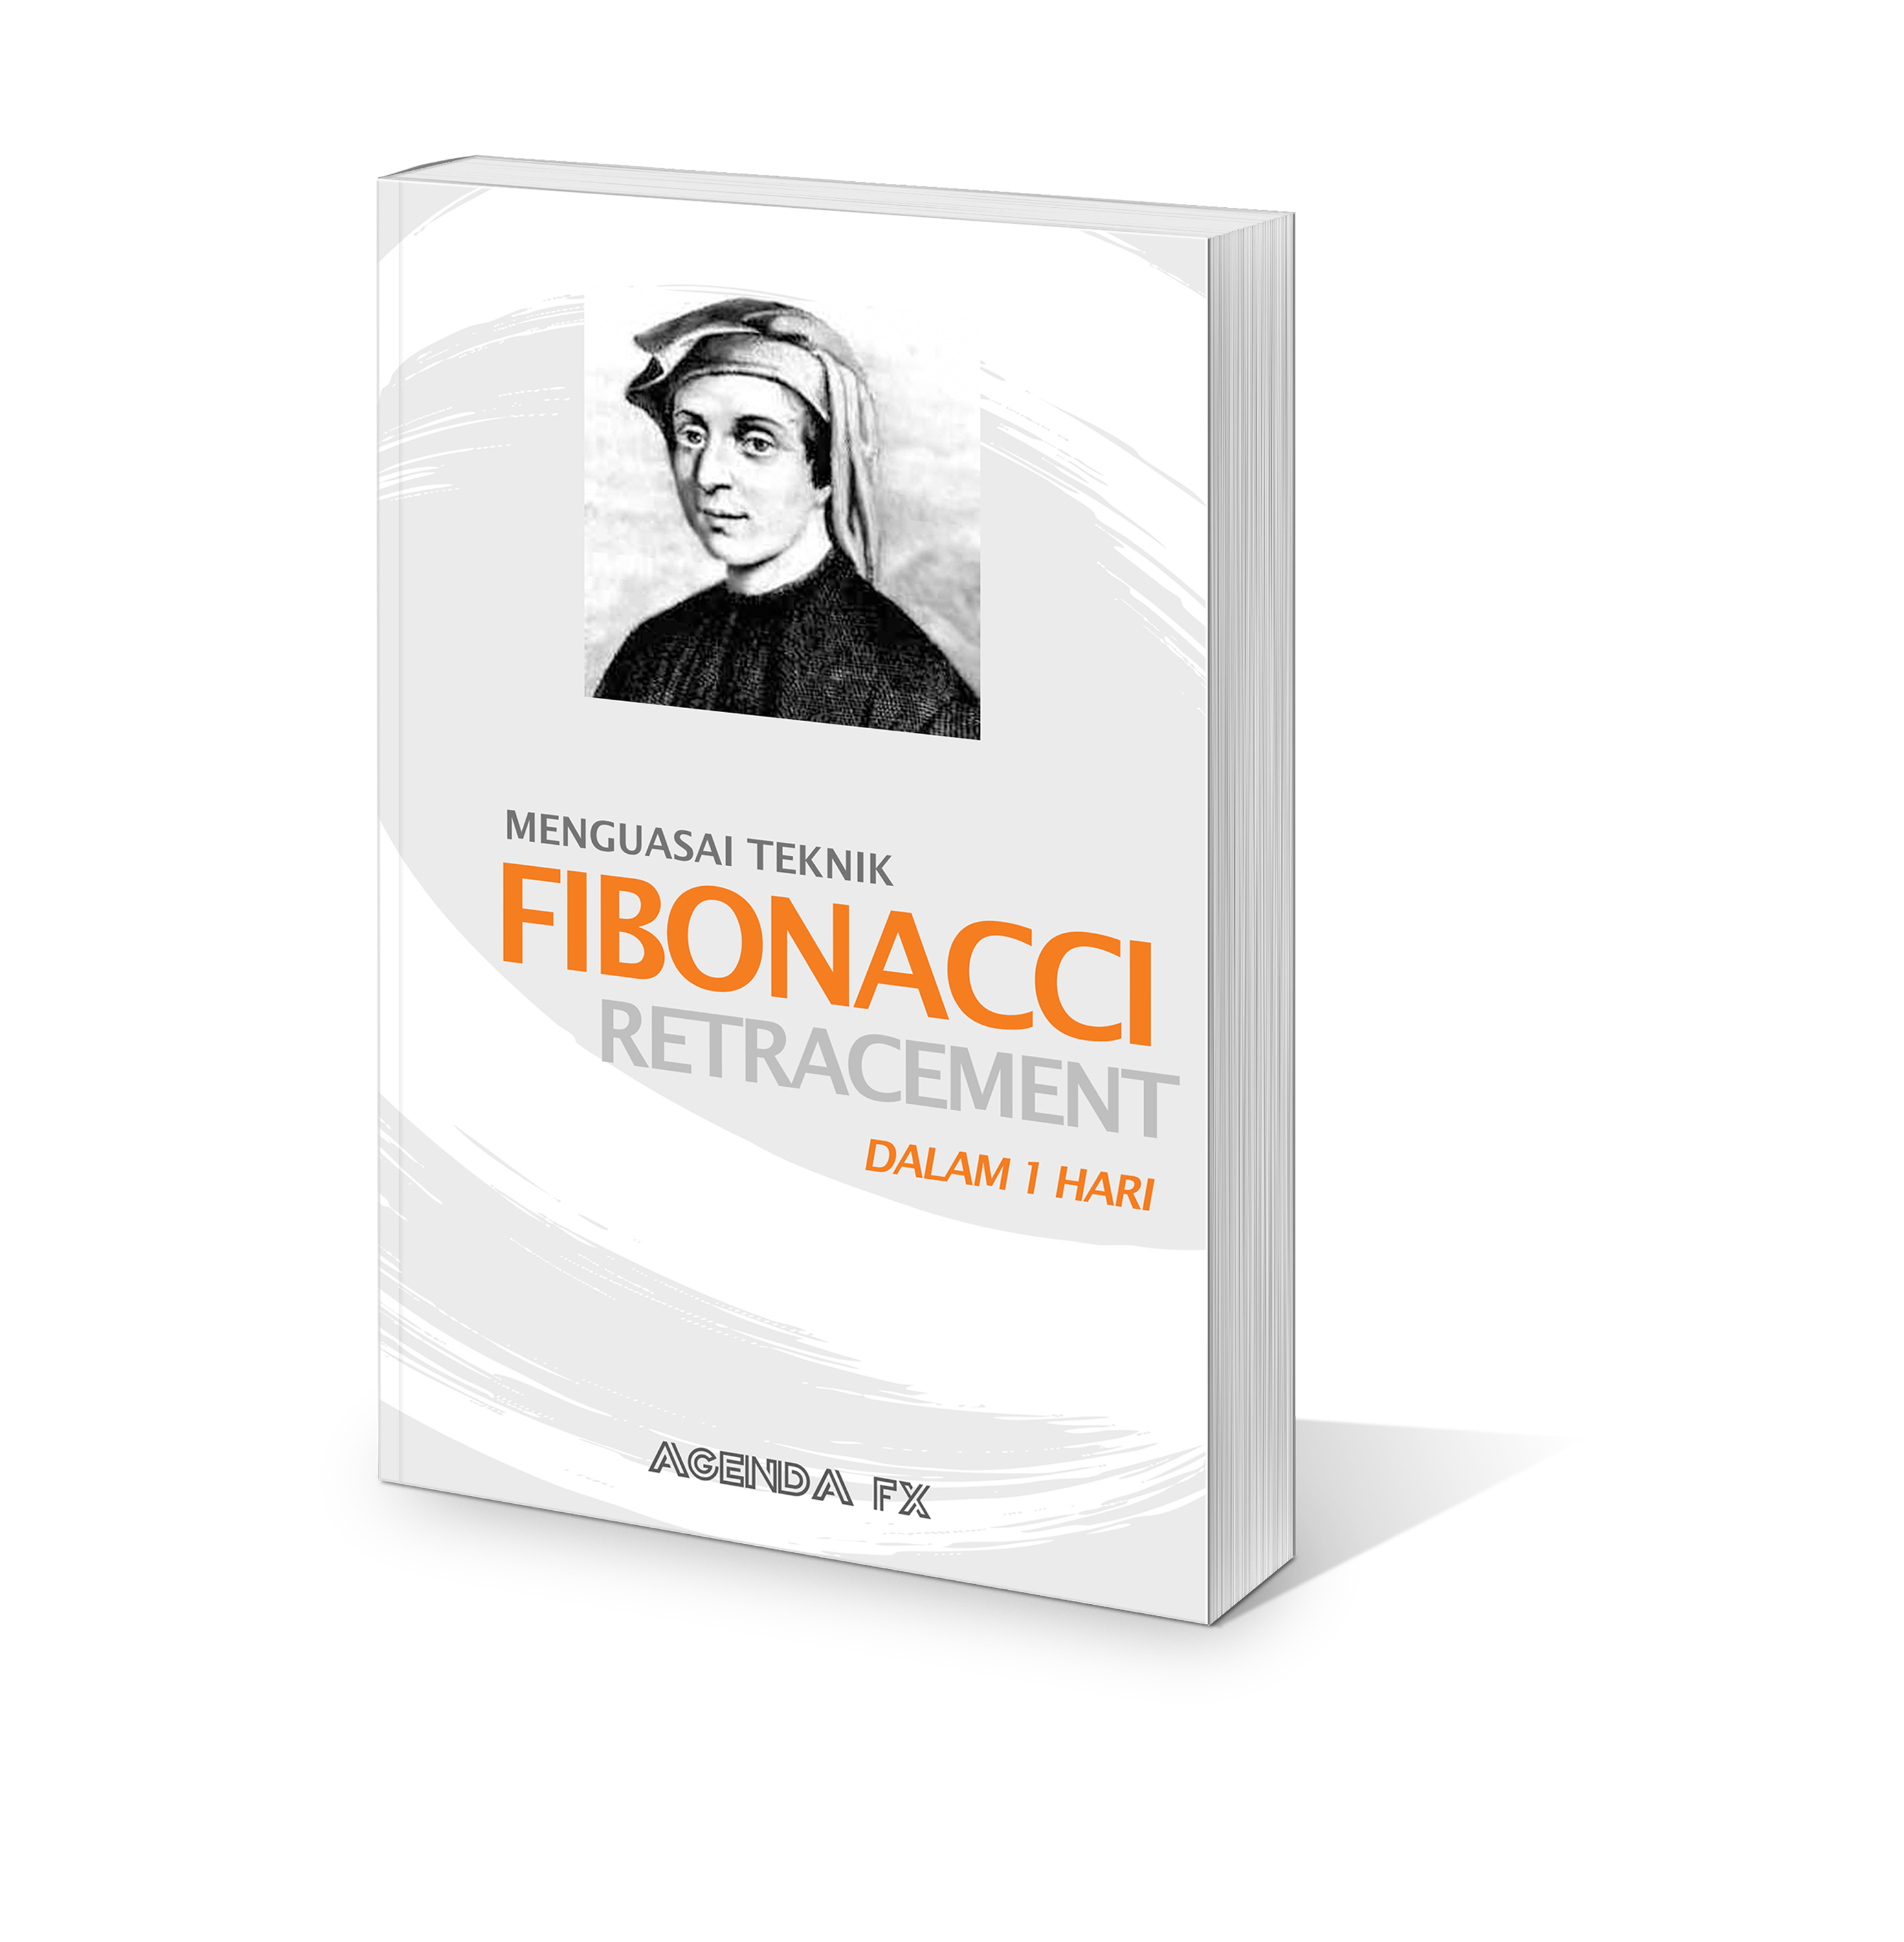 MENGUASAI TEKNIK
FIBONACCI
RETRACEMENT
DALAM 1 HARI
AGENDA FX